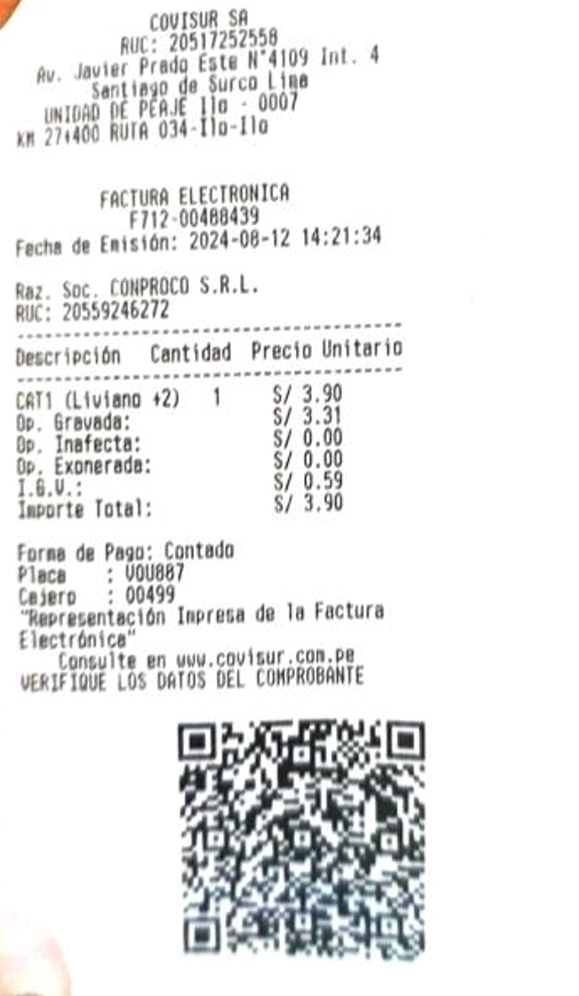 COVISUR SA
RUC: 20517252558
Av. Javier Prado Este N°4109 Int. 4
Santiago de Surco Lima
UNIDAD DE PEAJE Ilo - 0007
KM 27+400 RUTA 034-Ilo-Ilo
FACTURA ELECTRONICA
F712-00488439
Fecha de Emisión: 2024-08-12 14:21:34
Raz. Soc. CONPROCO S.R.L.
RUC: 20559246272
Descripción Cantidad Precio Unitario
CAT1 (Liviano +2) 1 S/ 3.90
Op. Gravada: S/ 3.31
Op. Inafecta: S/ 0.00
Op. Exonerada: S/ 0.00
I.G.V.: S/ 0.59
Importe Total: S/ 3.90
Forma de Pago: Contado
Placa : VOU887
Cajero : 00499
"Representación Impresa de la Factura
Electrónica"
Consulte en www.covisur.com.pe
VERIFIQUE LOS DATOS DEL COMPROBANTE